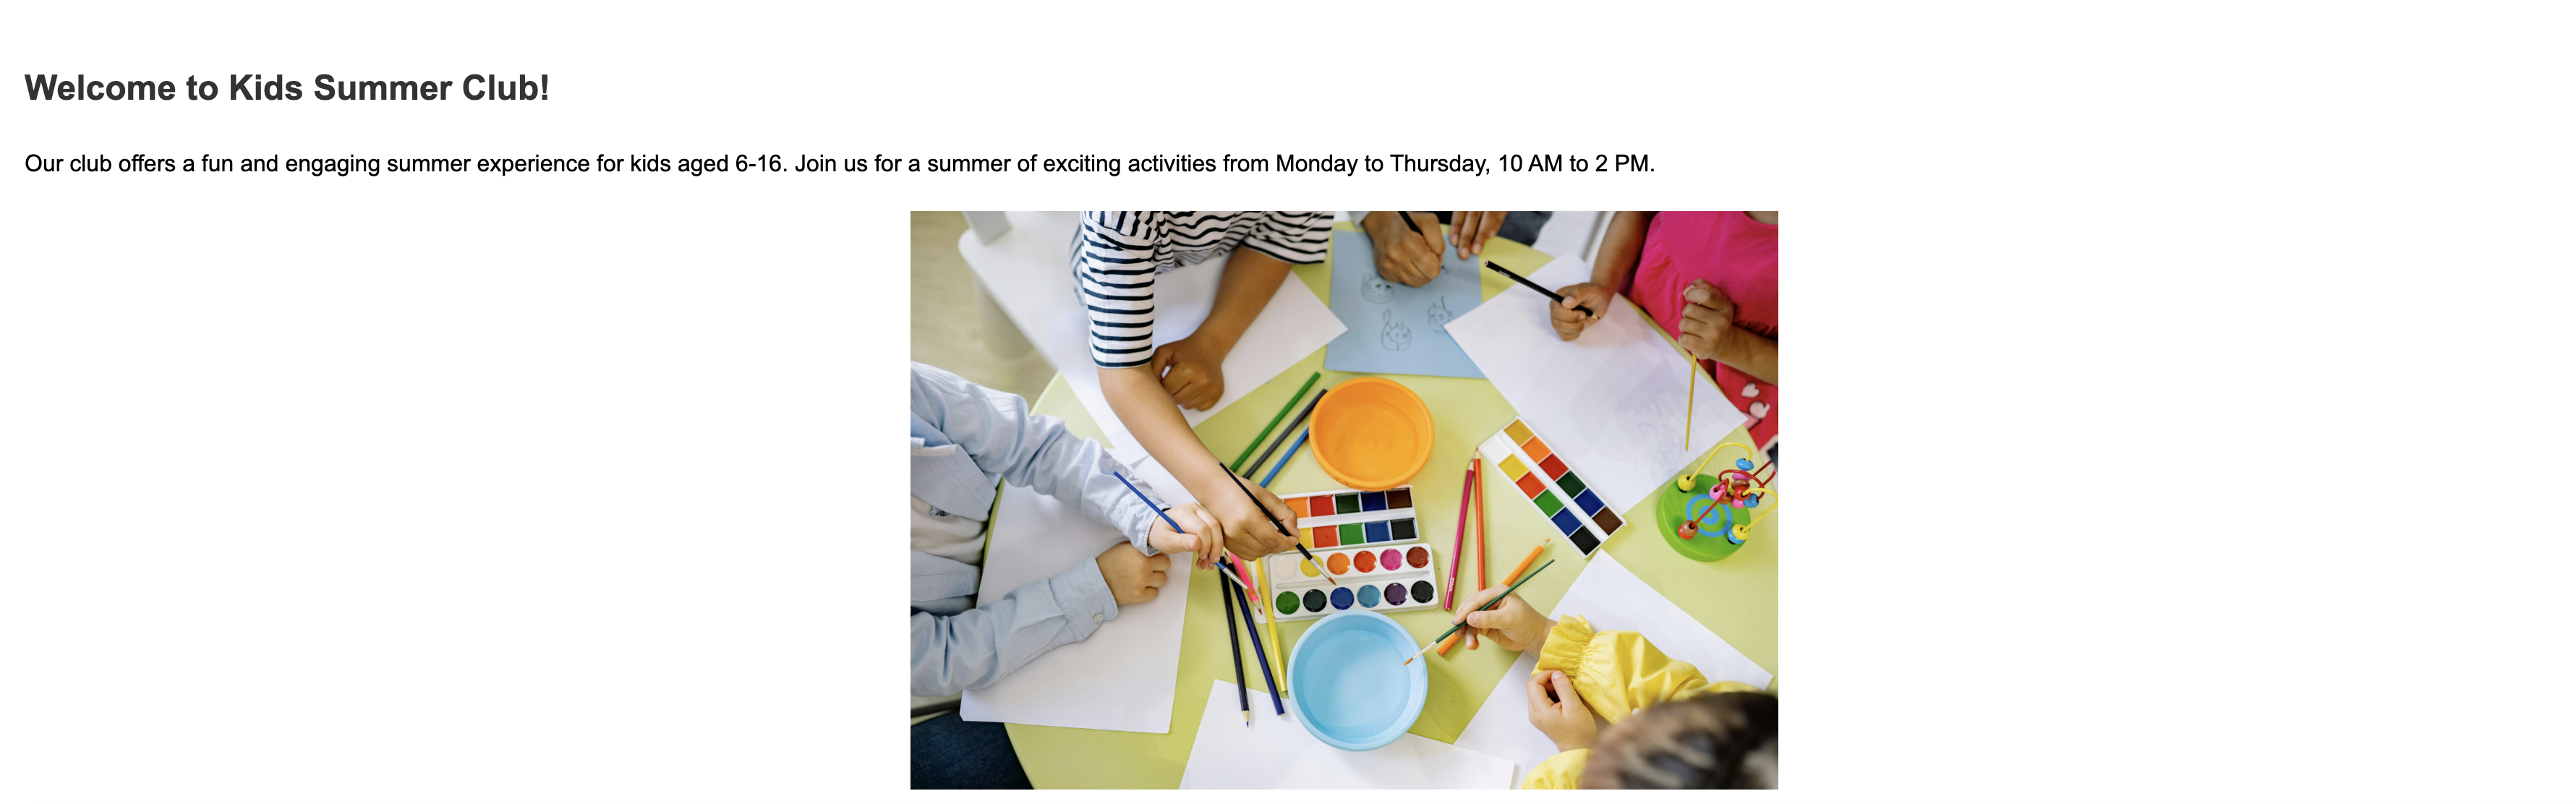 Welcome to Kids Summer Club!
Our club offers a fun and engaging summer experience for kids aged 6-16. Join us for a summer of exciting activities from Monday to Thursday, 10 AM to 2 PM.